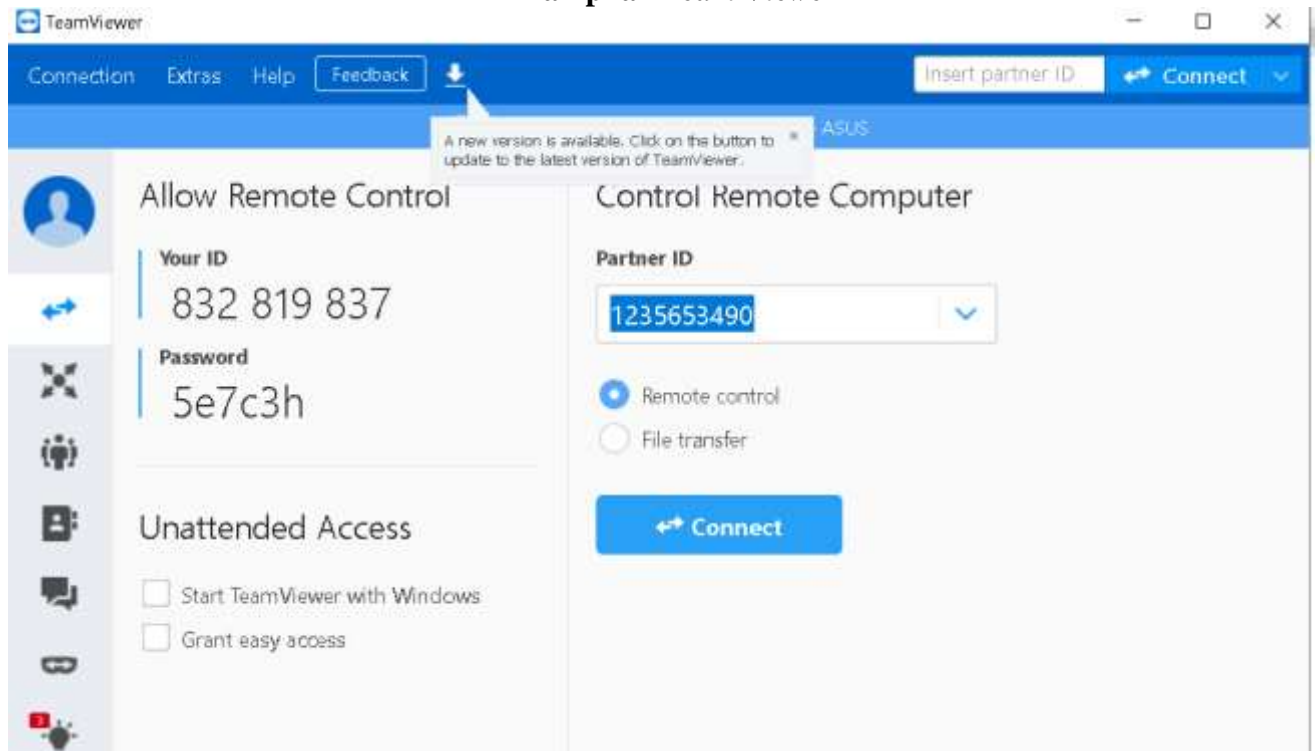 TeamViewer
Connection Extras Help Feedback
Insert partner ID Connect
ASUS
A new version is available. Click on the button to
update to the latest version of TeamViewer.
Allow Remote Control
Your ID
832 819 837
Password
5e7c3h
Unattended Access
Start TeamViewer with Windows
Grant easy access
Control Remote Computer
Partner ID
1235653490
Remote control
File transfer
Connect
3